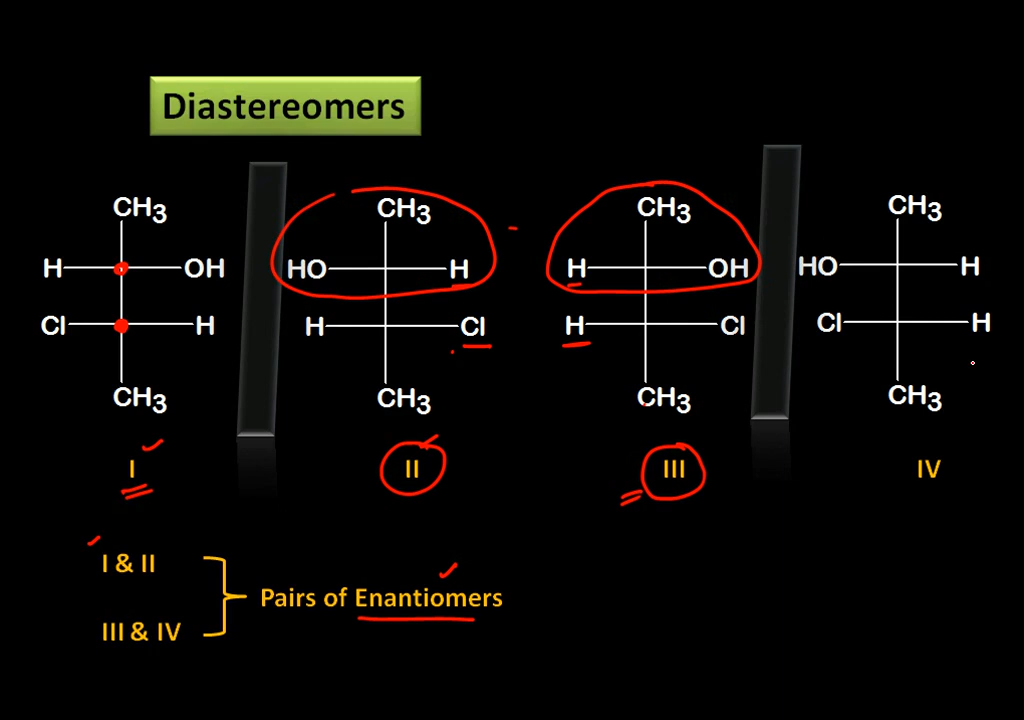 Diastereomers
CH3 CH3 CH3 CH3
H OH HO H H OH HO H
Cl H H Cl H Cl Cl H
CH3 CH3 CH3 CH3
I II III IV
I & II
Pairs of Enantiomers
III & IV